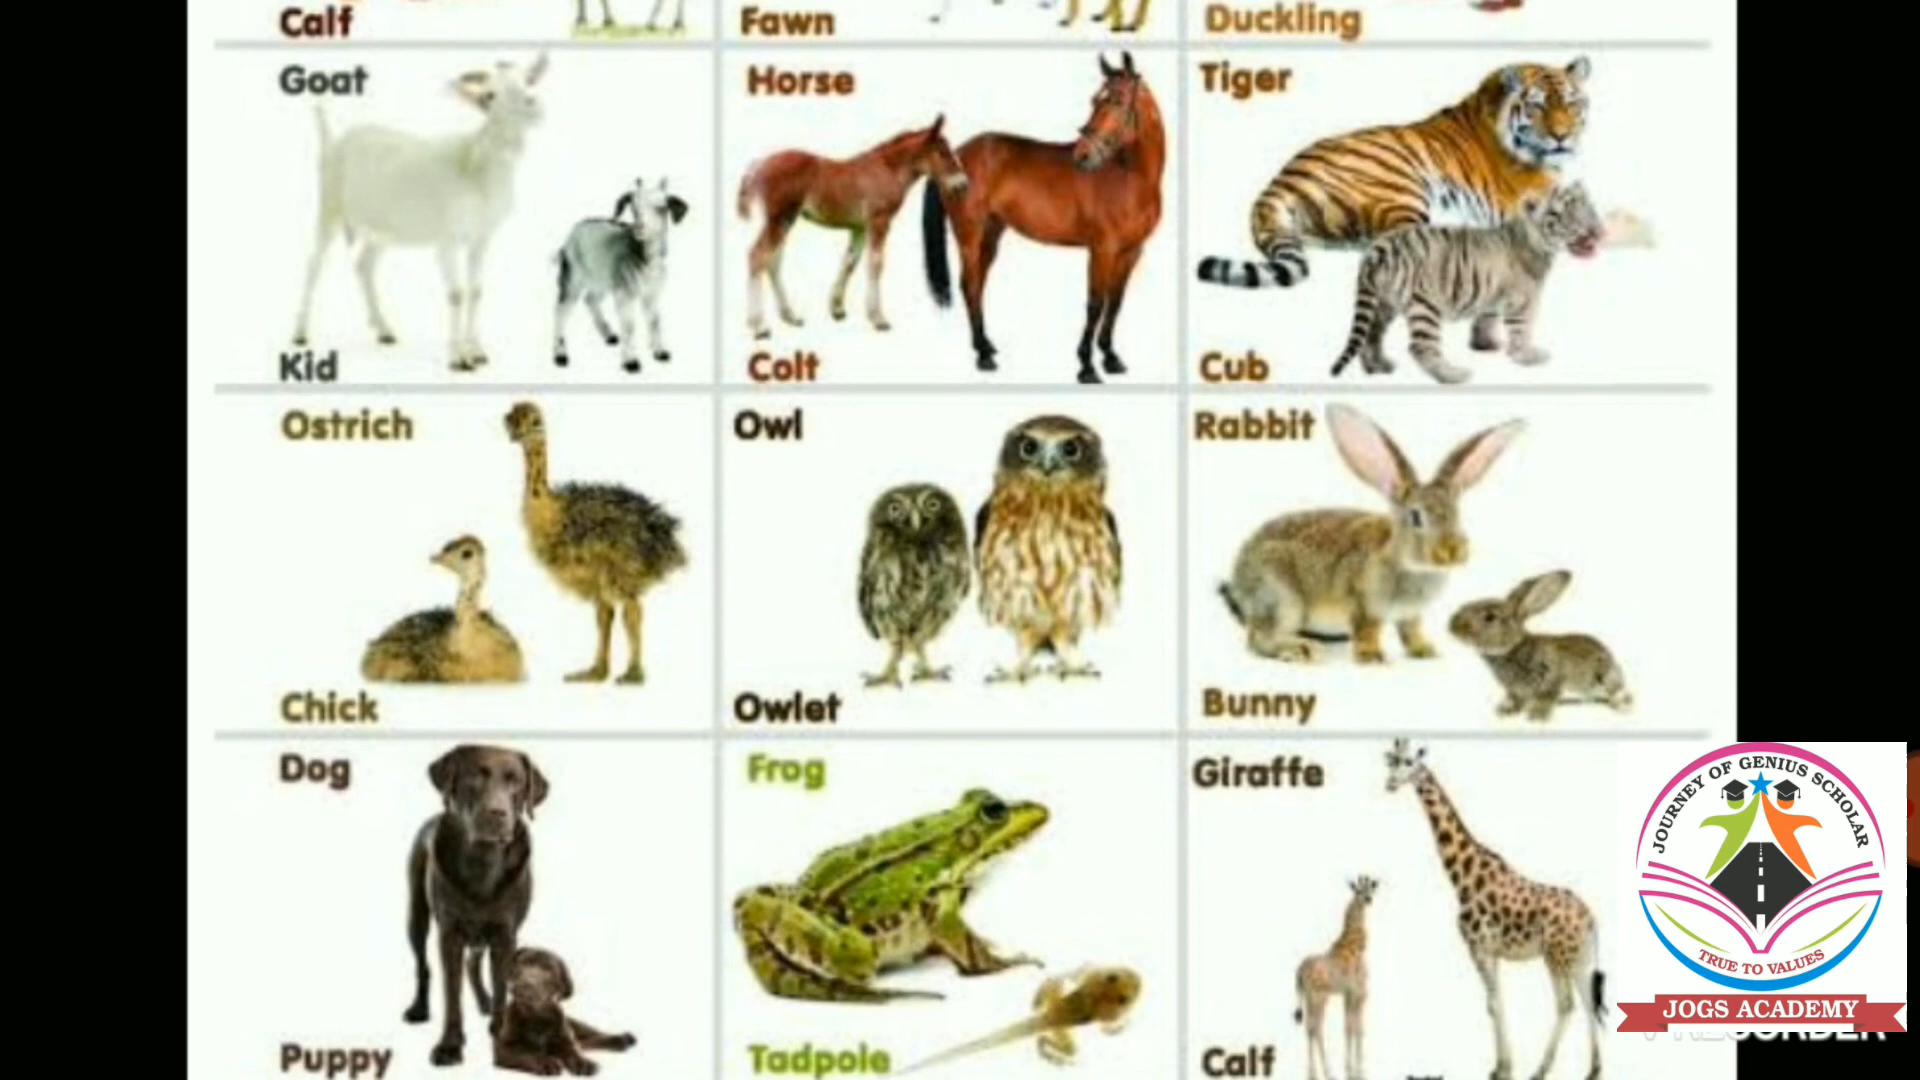 Calf
Fawn
Duckling
Goat
Horse
Tiger
Kid
Colt
Cub
Ostrich
Owl
Rabbit
Chick
Owlet
Bunny
Dog
Frog
Giraffe
Puppy
Tadpole
Calf
JOURNEY OF GENIUS SCHOLAR
TRUE TO VALUES
JOGS ACADEMY